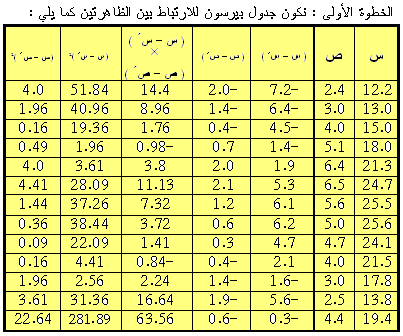 الخطوة الأولى : نكون جدول بيرسون للارتباط بين الظاهرتين كما يلي :
س ص (س – س´) (ص – ص´) (س – س´) × (ص – ص´) (س – س´)² (ص – ص´)²
12.2 2.4 7.2– 2.0– 14.4 51.84 4.0
13.0 3.0 6.4– 1.4– 8.96 40.96 1.96
15.0 4.0 4.5– 0.4– 1.76 19.36 0.16
18.0 5.1 1.4– 0.7 0.98– 1.96 0.49
21.3 6.4 1.9 2.0 3.8 3.61 4.0
24.7 6.5 5.3 2.1 11.13 28.09 4.41
25.5 5.6 6.1 1.2 7.32 37.26 1.44
25.6 5.0 6.2 0.6 3.72 38.44 0.36
24.1 4.7 4.7 0.3 1.41 22.09 0.09
21.5 4.0 2.1 0.4– 0.84– 4.41 0.16
17.8 3.0 1.6– 1.4– 2.24 2.56 1.96
13.8 2.5 5.6– 1.9– 16.64 31.36 3.61
19.4 4.4 0.3– 0.6– 63.56 281.89 22.64